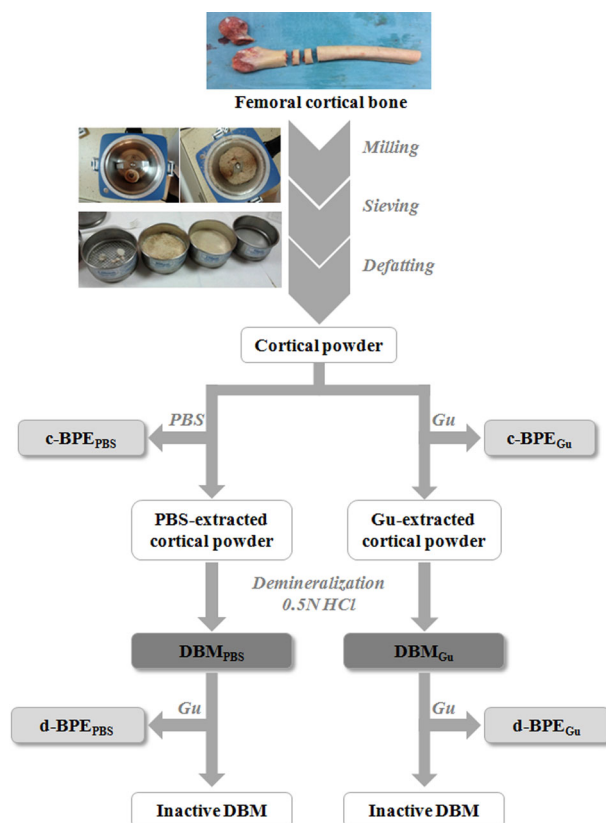 Femoral cortical bone
Milling
Sieving
Defatting
Cortical powder
PBS
Gu
c-BPEPBS
c-BPEGu
PBS-extracted
cortical powder
Gu-extracted
cortical powder
Demineralization
0.5N HCl
DBMPBS
DBMGu
Gu
Gu
d-BPEPBS
d-BPEGu
Inactive DBM
Inactive DBM